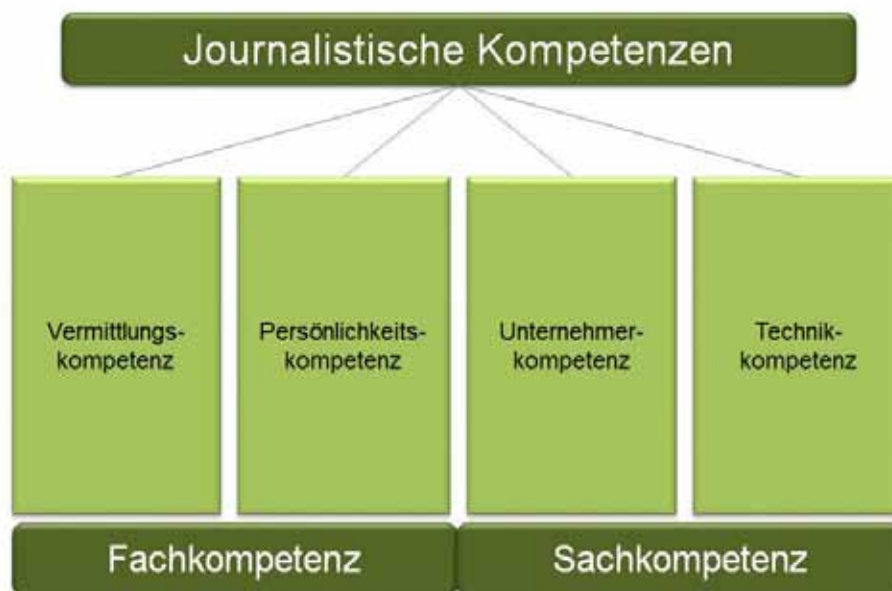 Journalistische Kompetenzen
Vermittlungs-
kompetenz
Persönlichkeits-
kompetenz
Unternehmer-
kompetenz
Technik-
kompetenz
Fachkompetenz
Sachkompetenz